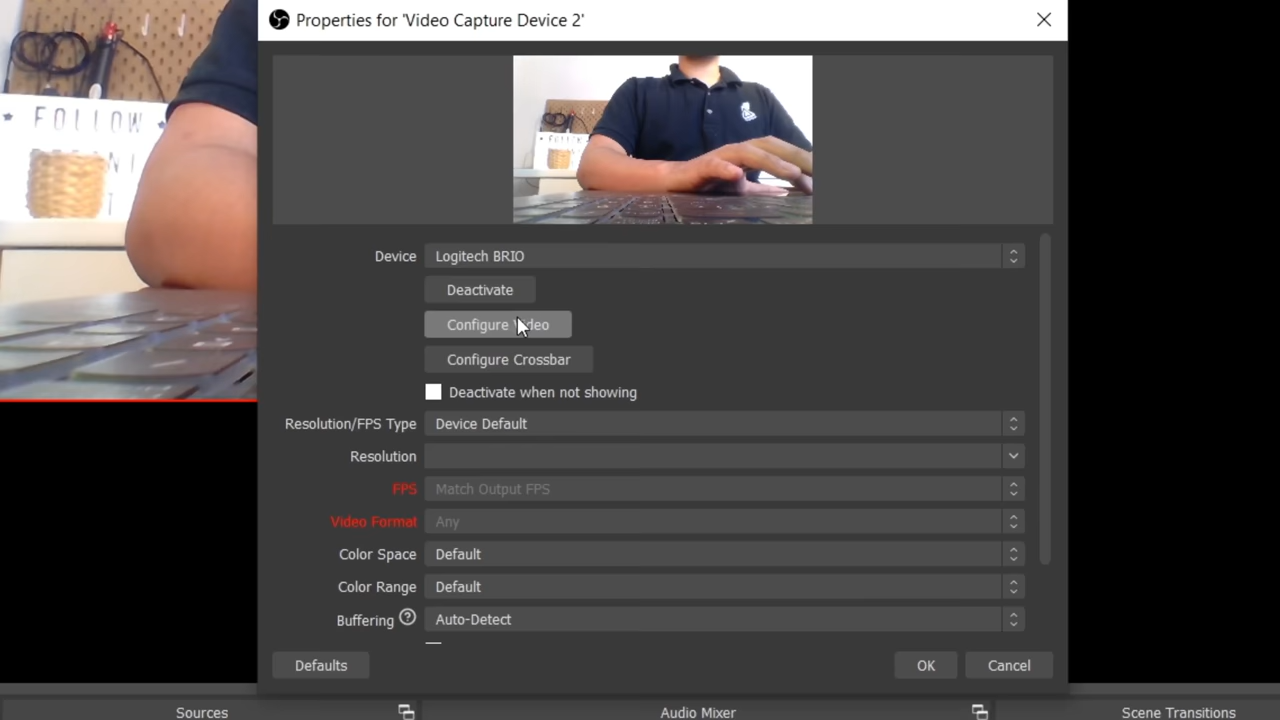 Properties for 'Video Capture Device 2'
FOLLOW
FOLLOW
Device Logitech BRIO
Deactivate
Configure Video
Configure Crossbar
Deactivate when not showing
Resolution/FPS Type Device Default
Resolution
FPS Match Output FPS
Video Format Any
Color Space Default
Color Range Default
Buffering ? Auto-Detect
Defaults OK Cancel
Sources Audio Mixer Scene Transitions